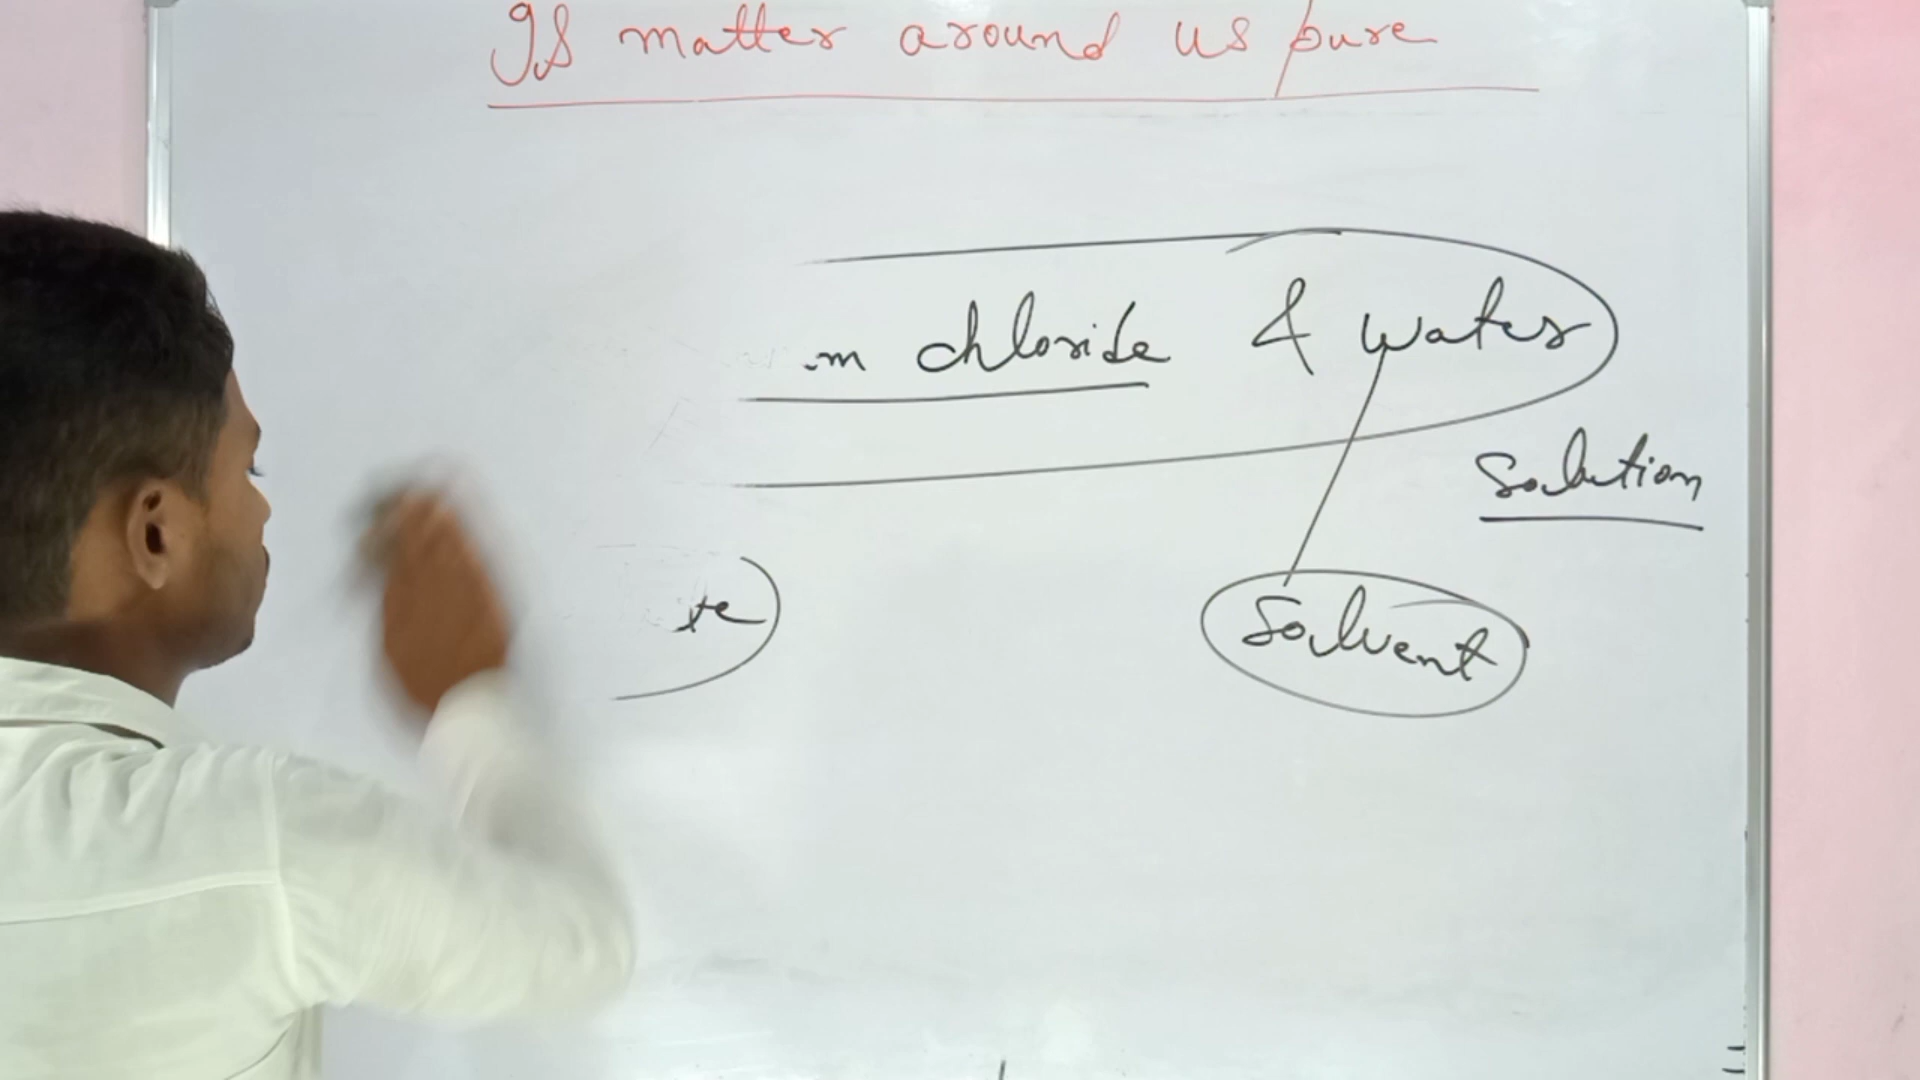 Is matter around us pure
m chloride & water
Solution
te
Solvent